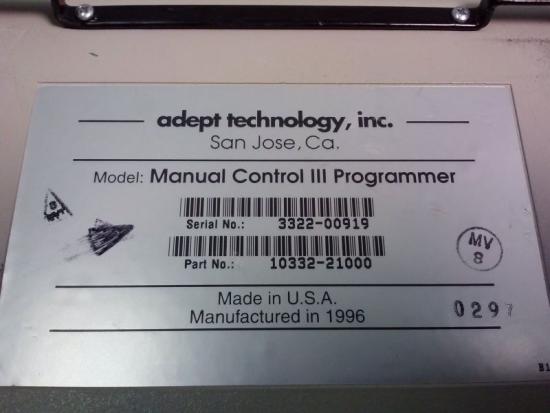 adept technology, inc.
San Jose, Ca.
Model: Manual Control III Programmer
Serial No.: 3322-00919
Part No.: 10332-21000
MV
8
Made in U.S.A.
Manufactured in 1996
0297